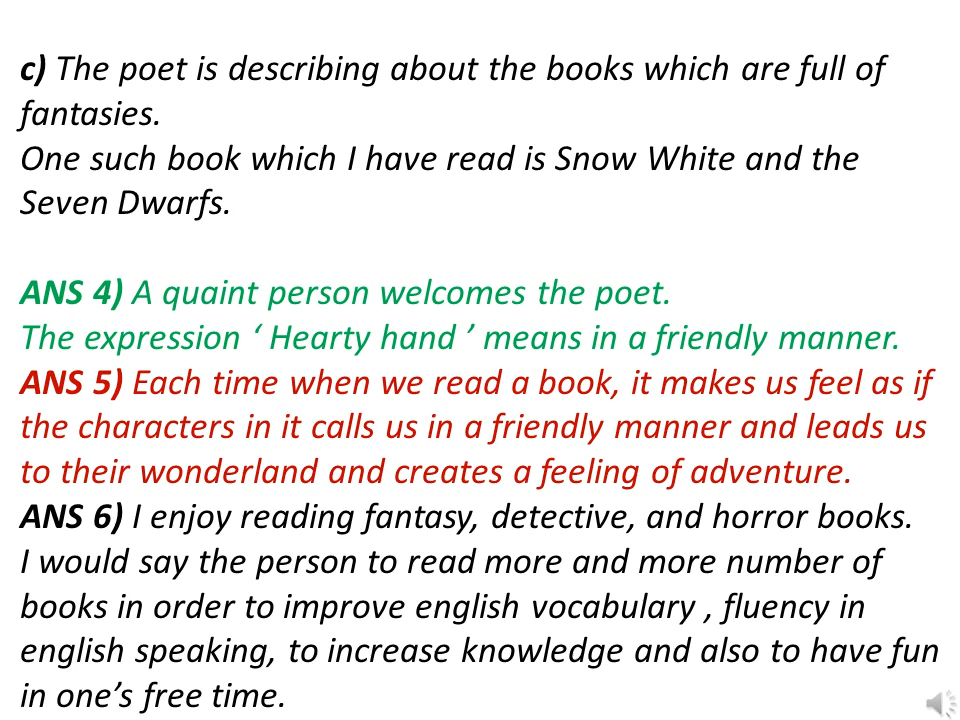 c) The poet is describing about the books which are full of
fantasies.
One such book which I have read is Snow White and the
Seven Dwarfs.
ANS 4) A quaint person welcomes the poet.
The expression ‘ Hearty hand ’ means in a friendly manner.
ANS 5) Each time when we read a book, it makes us feel as if
the characters in it calls us in a friendly manner and leads us
to their wonderland and creates a feeling of adventure.
ANS 6) I enjoy reading fantasy, detective, and horror books.
I would say the person to read more and more number of
books in order to improve english vocabulary , fluency in
english speaking, to increase knowledge and also to have fun
in one’s free time.